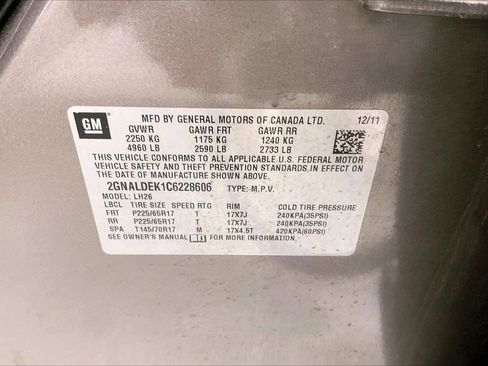 GM
MFD BY GENERAL MOTORS OF CANADA LTD. 12/11
GVWR GAWR FRT GAWR RR
2250 KG 1175 KG 1240 KG
4960 LB 2590 LB 2733 LB
THIS VEHICLE CONFORMS TO ALL APPLICABLE U.S. FEDERAL MOTOR
VEHICLE SAFETY AND THEFT PREVENTION STANDARDS, IN EFFECT ON
THE DATE OF MANUFACTURE SHOWN ABOVE.
2GNALDEK1C6228606 TYPE: M.P.V.
MODEL: LH26
LBCL TIRE SIZE SPEED RTG RIM COLD TIRE PRESSURE
FRT P225/65R17 T 17X7J 240KPA(35PSI)
RR P225/65R17 T 17X7J 240KPA(35PSI)
SPA T145/70R17 M 17X4.5T 420KPA(60PSI)
SEE OWNER'S MANUAL FOR MORE INFORMATION.